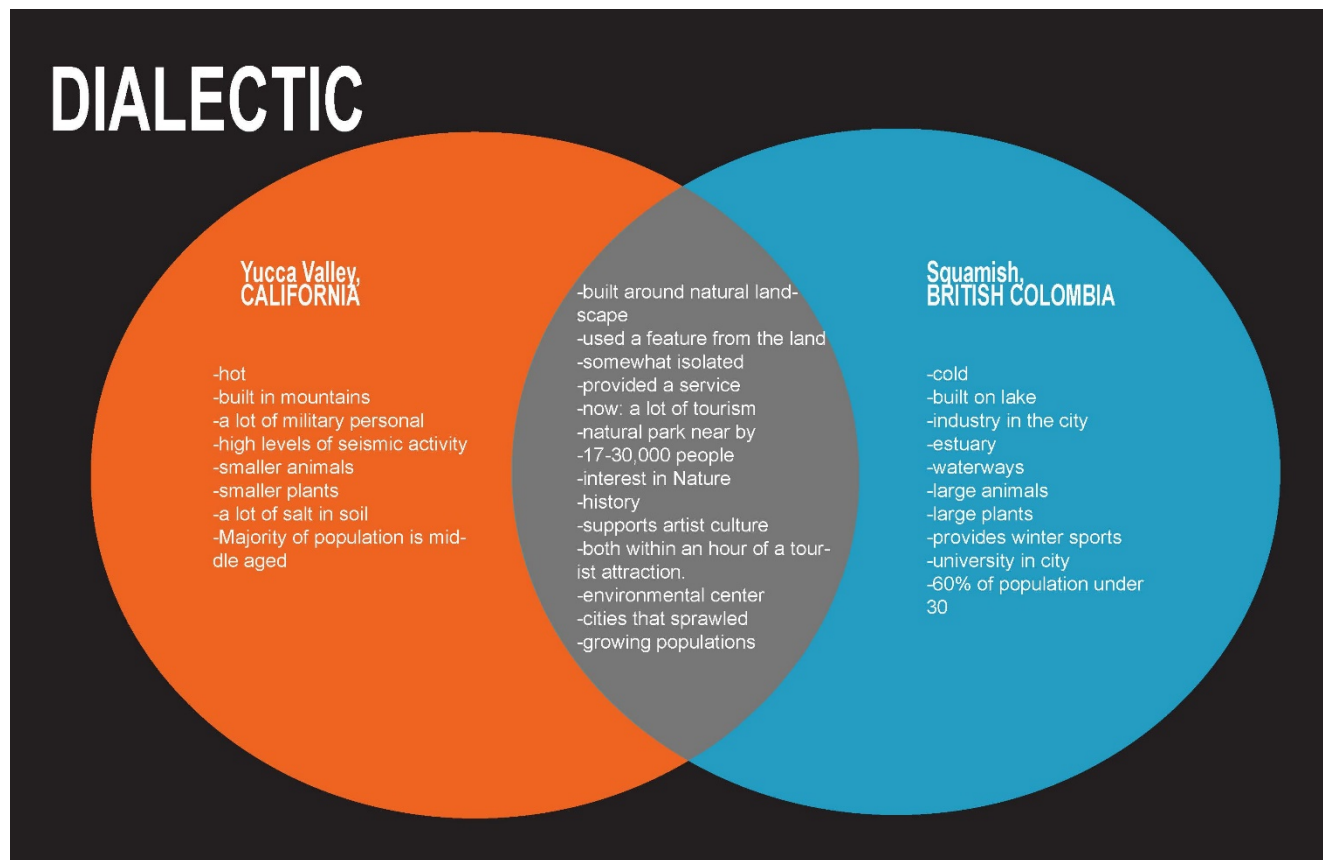 DIALECTIC
Yucca Valley,
CALIFORNIA
-hot
-built in mountains
-a lot of military personal
-high levels of seismic activity
-smaller animals
-smaller plants
-a lot of salt in soil
-Majority of population is mid-
dle aged
-built around natural land-
scape
-used a feature from the land
-somewhat isolated
-provided a service
-now: a lot of tourism
-natural park near by
-17-30,000 people
-interest in Nature
-history
-supports artist culture
-both within an hour of a tour-
ist attraction.
-environmental center
-cities that sprawled
-growing populations
Squamish,
BRITISH COLOMBIA
-cold
-built on lake
-industry in the city
-estuary
-waterways
-large animals
-large plants
-provides winter sports
-university in city
-60% of population under
30